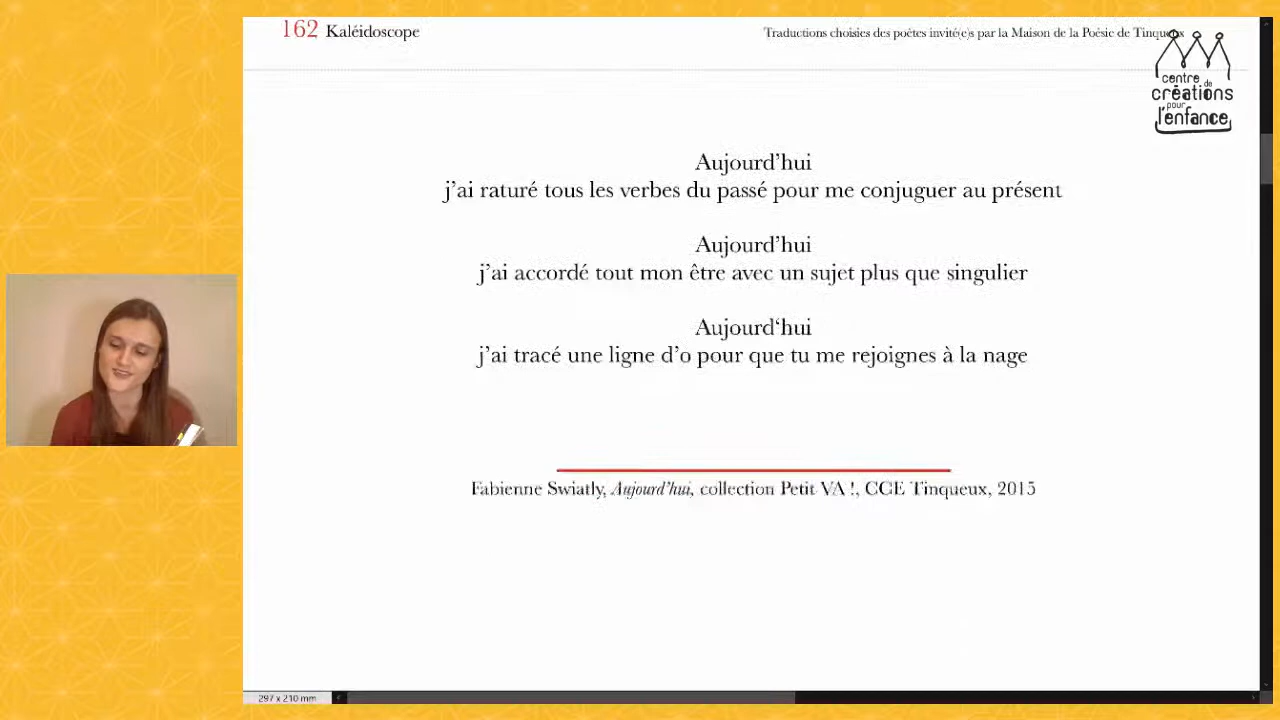 162 Kaléidoscope
Traductions choisies des poètes invité(e)s par la Maison de la Poésie de Tinqueux
centre
de
créations
pour
l'enfance
Aujourd'hui
j'ai raturé tous les verbes du passé pour me conjuguer au présent
Aujourd'hui
j'ai accordé tout mon être avec un sujet plus que singulier
Aujourd‘hui
j'ai tracé une ligne d'o pour que tu me rejoignes à la nage
Fabienne Swiatly, Aujourd'hui, collection Petit VA !, CCE Tinqueux, 2015
297 x 210 mm